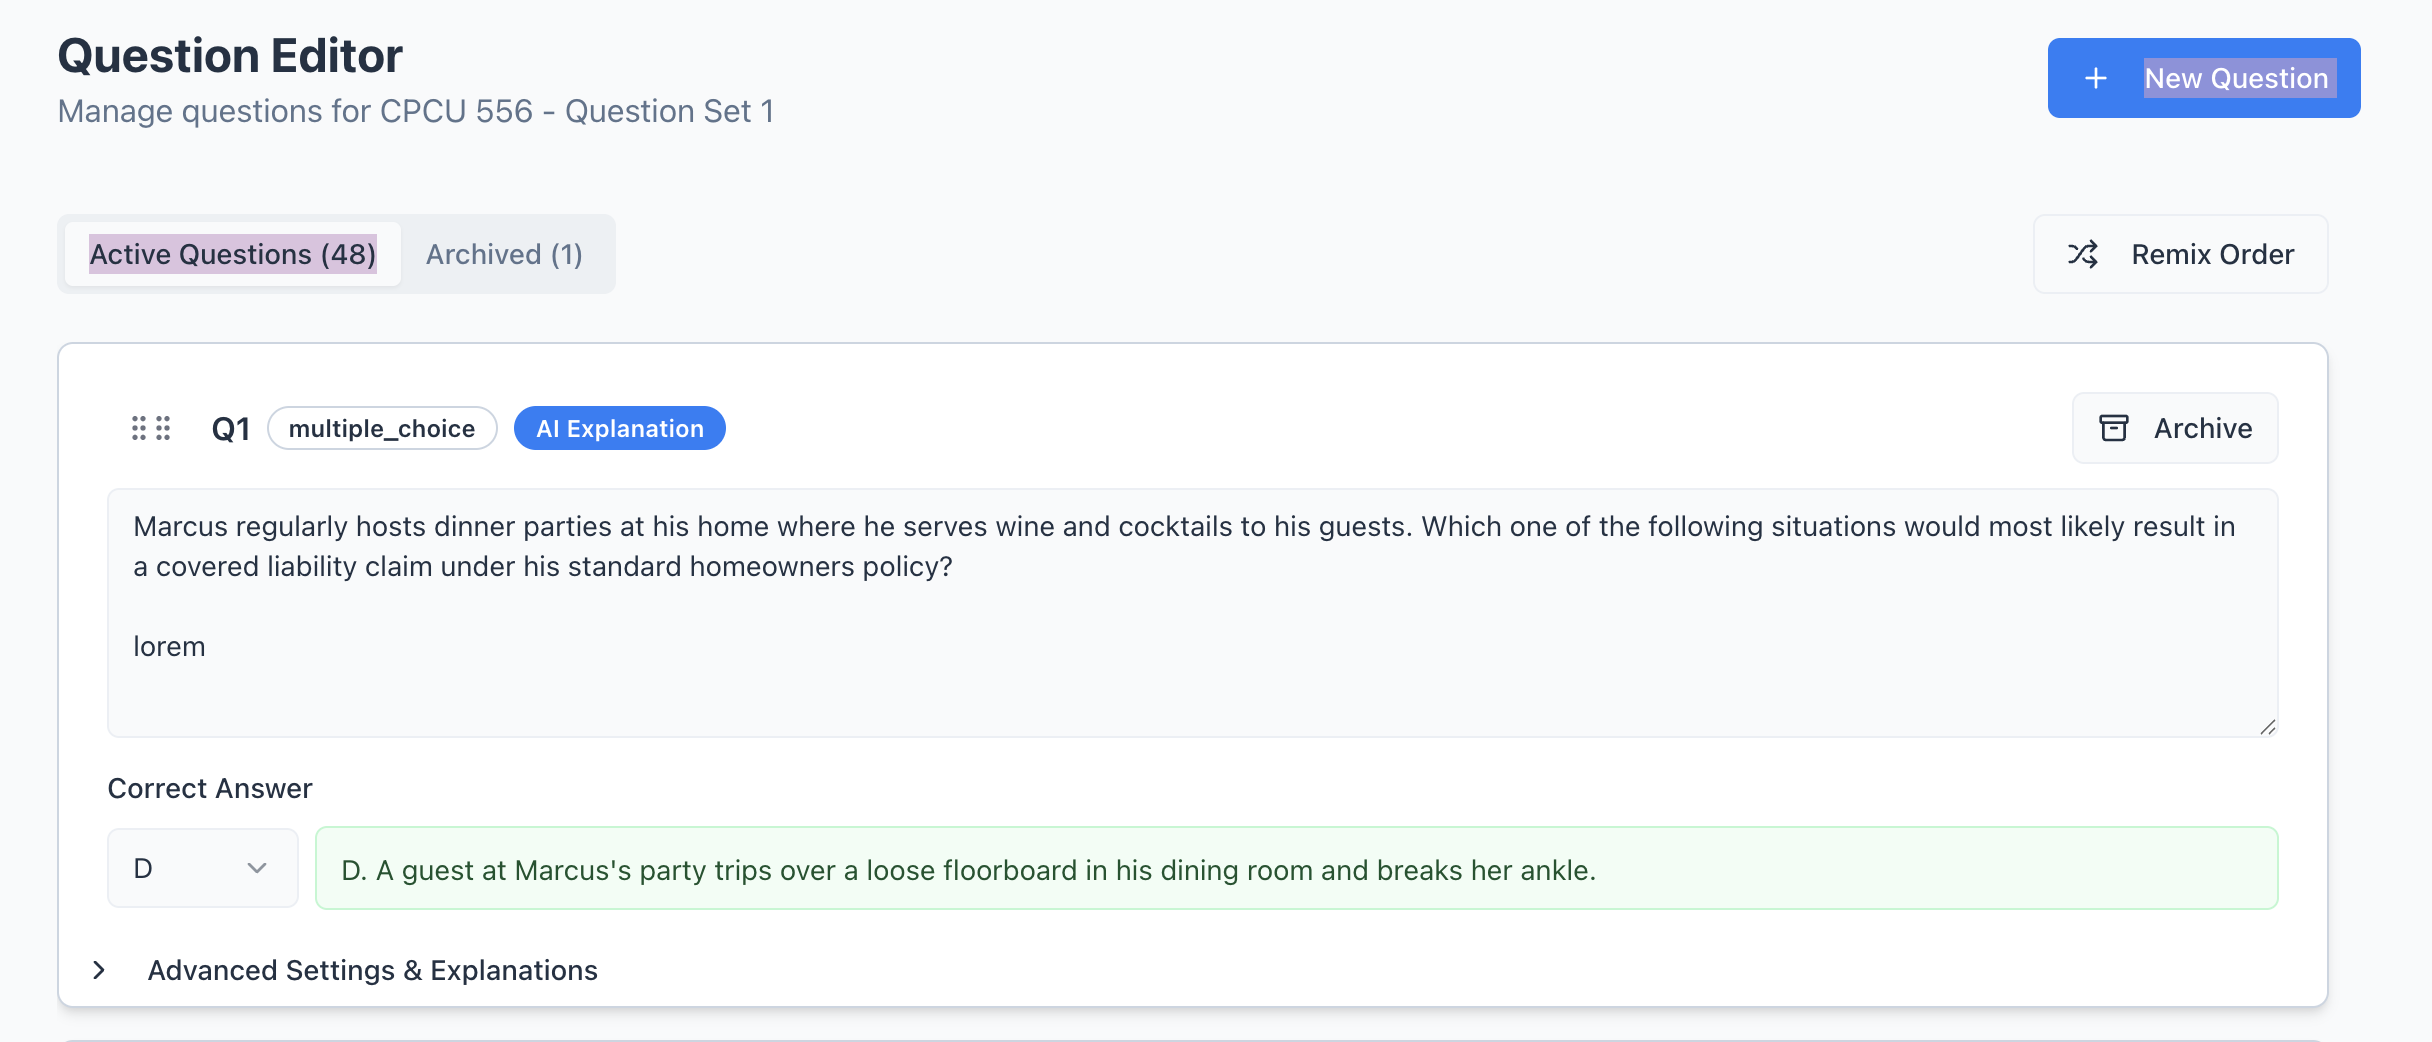 Question Editor
Manage questions for CPCU 556 - Question Set 1
New Question
Active Questions (48)
Archived (1)
Remix Order
Q1
multiple_choice
AI Explanation
Archive
Marcus regularly hosts dinner parties at his home where he serves wine and cocktails to his guests. Which one of the following situations would most likely result in
a covered liability claim under his standard homeowners policy?
lorem
Correct Answer
D
D. A guest at Marcus's party trips over a loose floorboard in his dining room and breaks her ankle.
Advanced Settings & Explanations